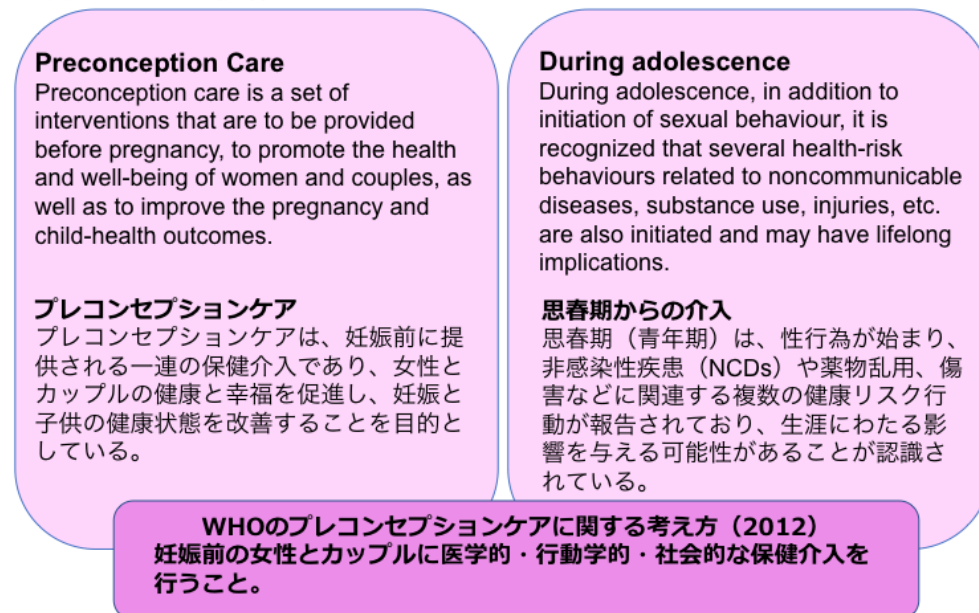 Preconception Care
Preconception care is a set of
interventions that are to be provided
before pregnancy, to promote the health
and well-being of women and couples, as
well as to improve the pregnancy and
child-health outcomes.
プレコンセプションケア
プレコンセプションケアは、妊娠前に提
供される一連の保健介入であり、女性と
カップルの健康と幸福を促進し、妊娠と
子供の健康状態を改善することを目的と
している。
During adolescence
During adolescence, in addition to
initiation of sexual behaviour, it is
recognized that several health-risk
behaviours related to noncommunicable
diseases, substance use, injuries, etc.
are also initiated and may have lifelong
implications.
思春期からの介入
思春期（青年期）は、性行為が始まり、
非感染性疾患（NCDs）や薬物乱用、傷
害などに関連する複数の健康リスク行
動が報告されており、生涯にわたる影
響を与える可能性があることが認識さ
れている。
WHOのプレコンセプションケアに関する考え方（2012）
妊娠前の女性とカップルに医学的・行動学的・社会的な保健介入を
行うこと。